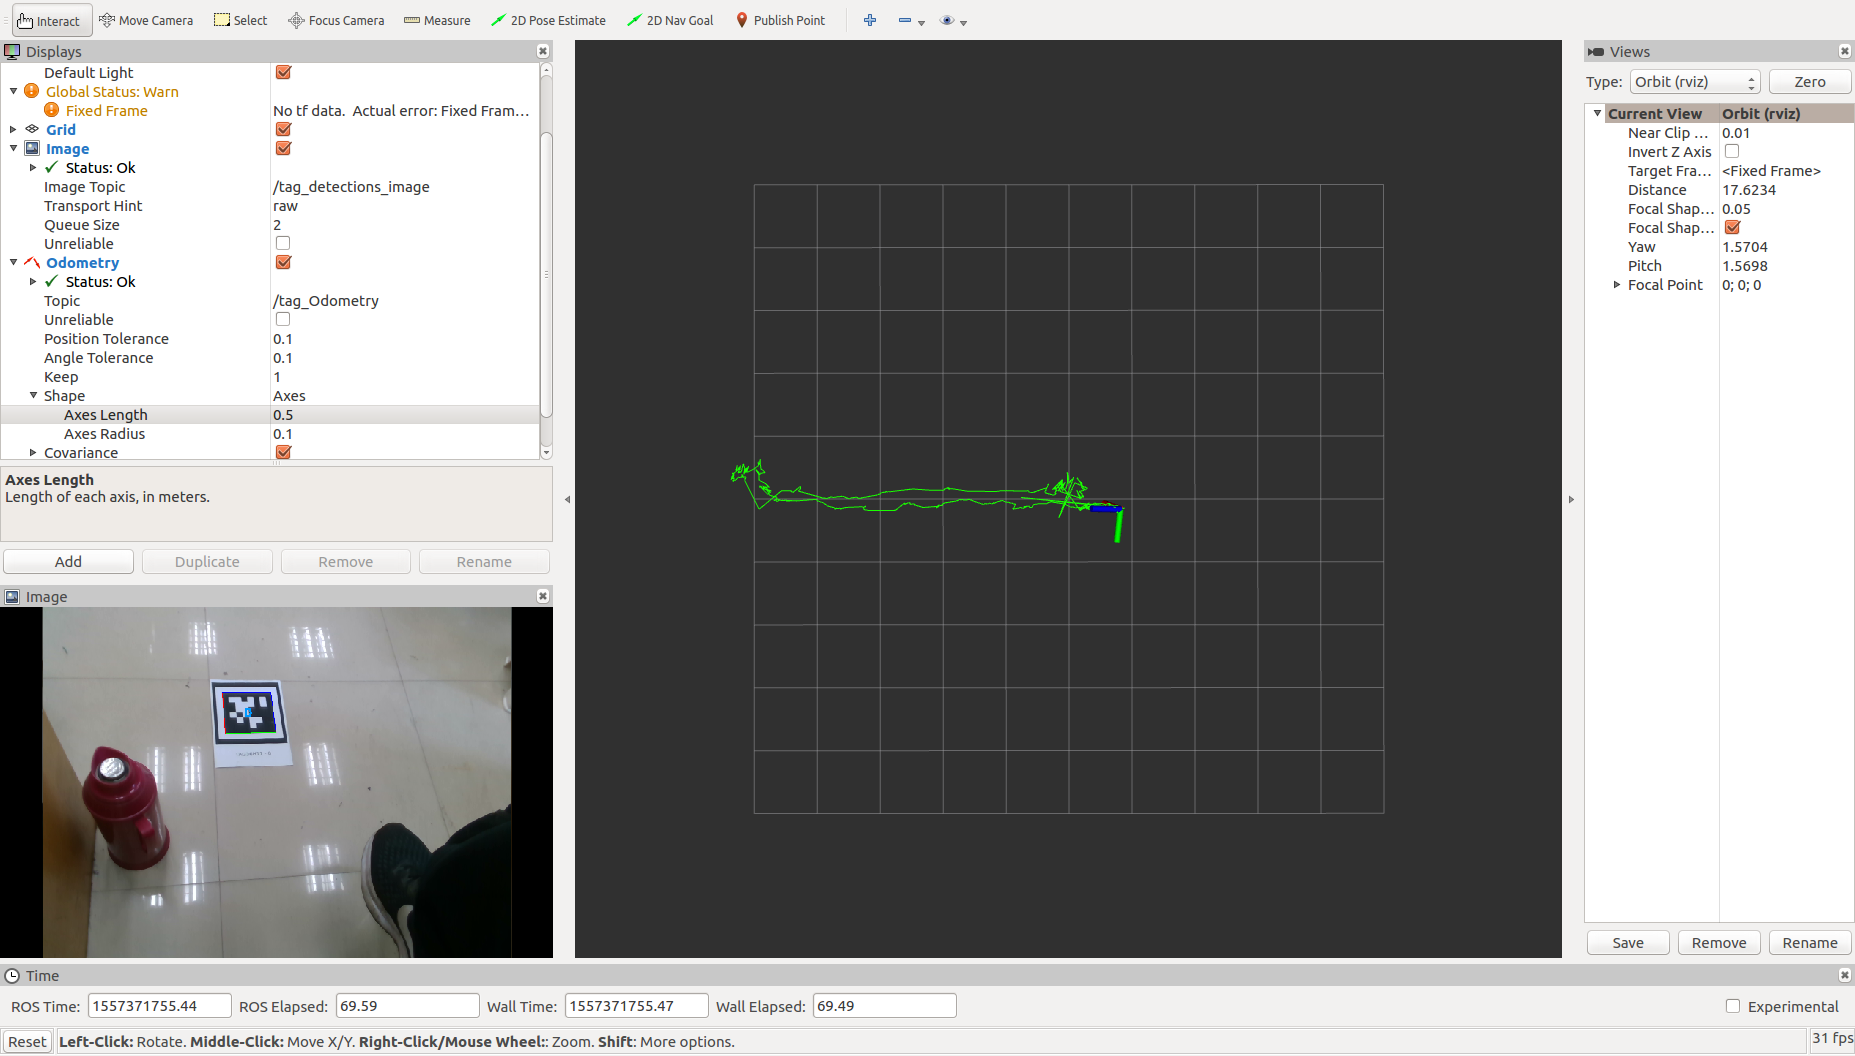 Interact Move Camera Select Focus Camera Measure 2D Pose Estimate 2D Nav Goal Publish Point
Displays
Default Light
Global Status: Warn
Fixed Frame No tf data.  Actual error: Fixed Fram...
Grid
Image
Status: Ok
Image Topic /tag_detections_image
Transport Hint raw
Queue Size 2
Unreliable
Odometry
Status: Ok
Topic /tag_Odometry
Unreliable
Position Tolerance 0.1
Angle Tolerance 0.1
Keep 1
Shape Axes
Axes Length 0.5
Axes Radius 0.1
Covariance
Axes Length
Length of each axis, in meters.
Add Duplicate Remove Rename
Image
Views
Type: Orbit (rviz) Zero
Current View Orbit (rviz)
Near Clip ... 0.01
Invert Z Axis
Target Fra... <Fixed Frame>
Distance 17.6234
Focal Shap... 0.05
Focal Shap...
Yaw 1.5704
Pitch 1.5698
Focal Point 0; 0; 0
Save Remove Rename
Time
ROS Time: 1557371755.44 ROS Elapsed: 69.59 Wall Time: 1557371755.47 Wall Elapsed: 69.49 Experimental
Reset Left-Click: Rotate. Middle-Click: Move X/Y. Right-Click/Mouse Wheel:: Zoom. Shift: More options. 31 fps